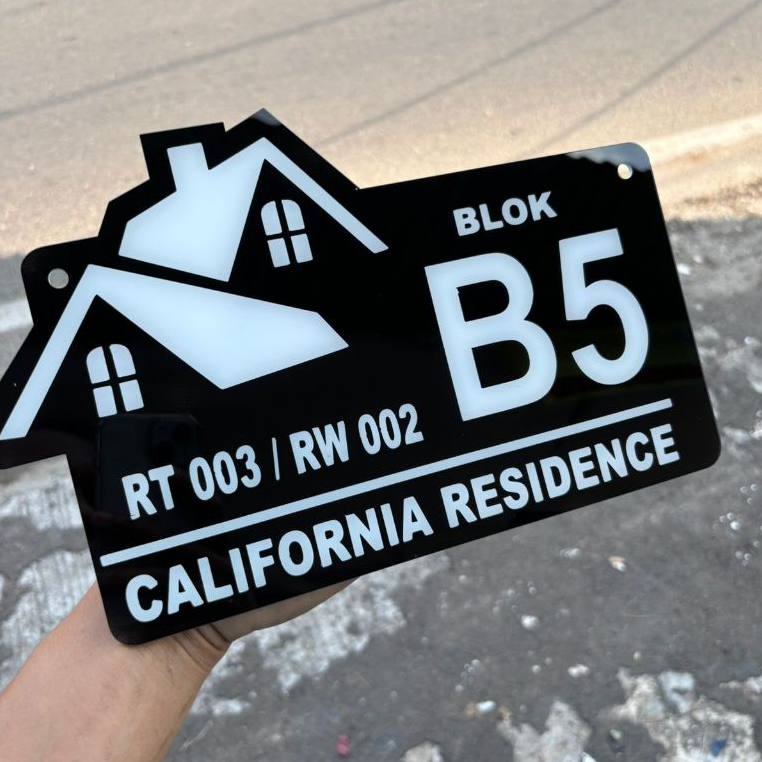 BLOK
B5
RT 003 / RW 002
CALIFORNIA RESIDENCE